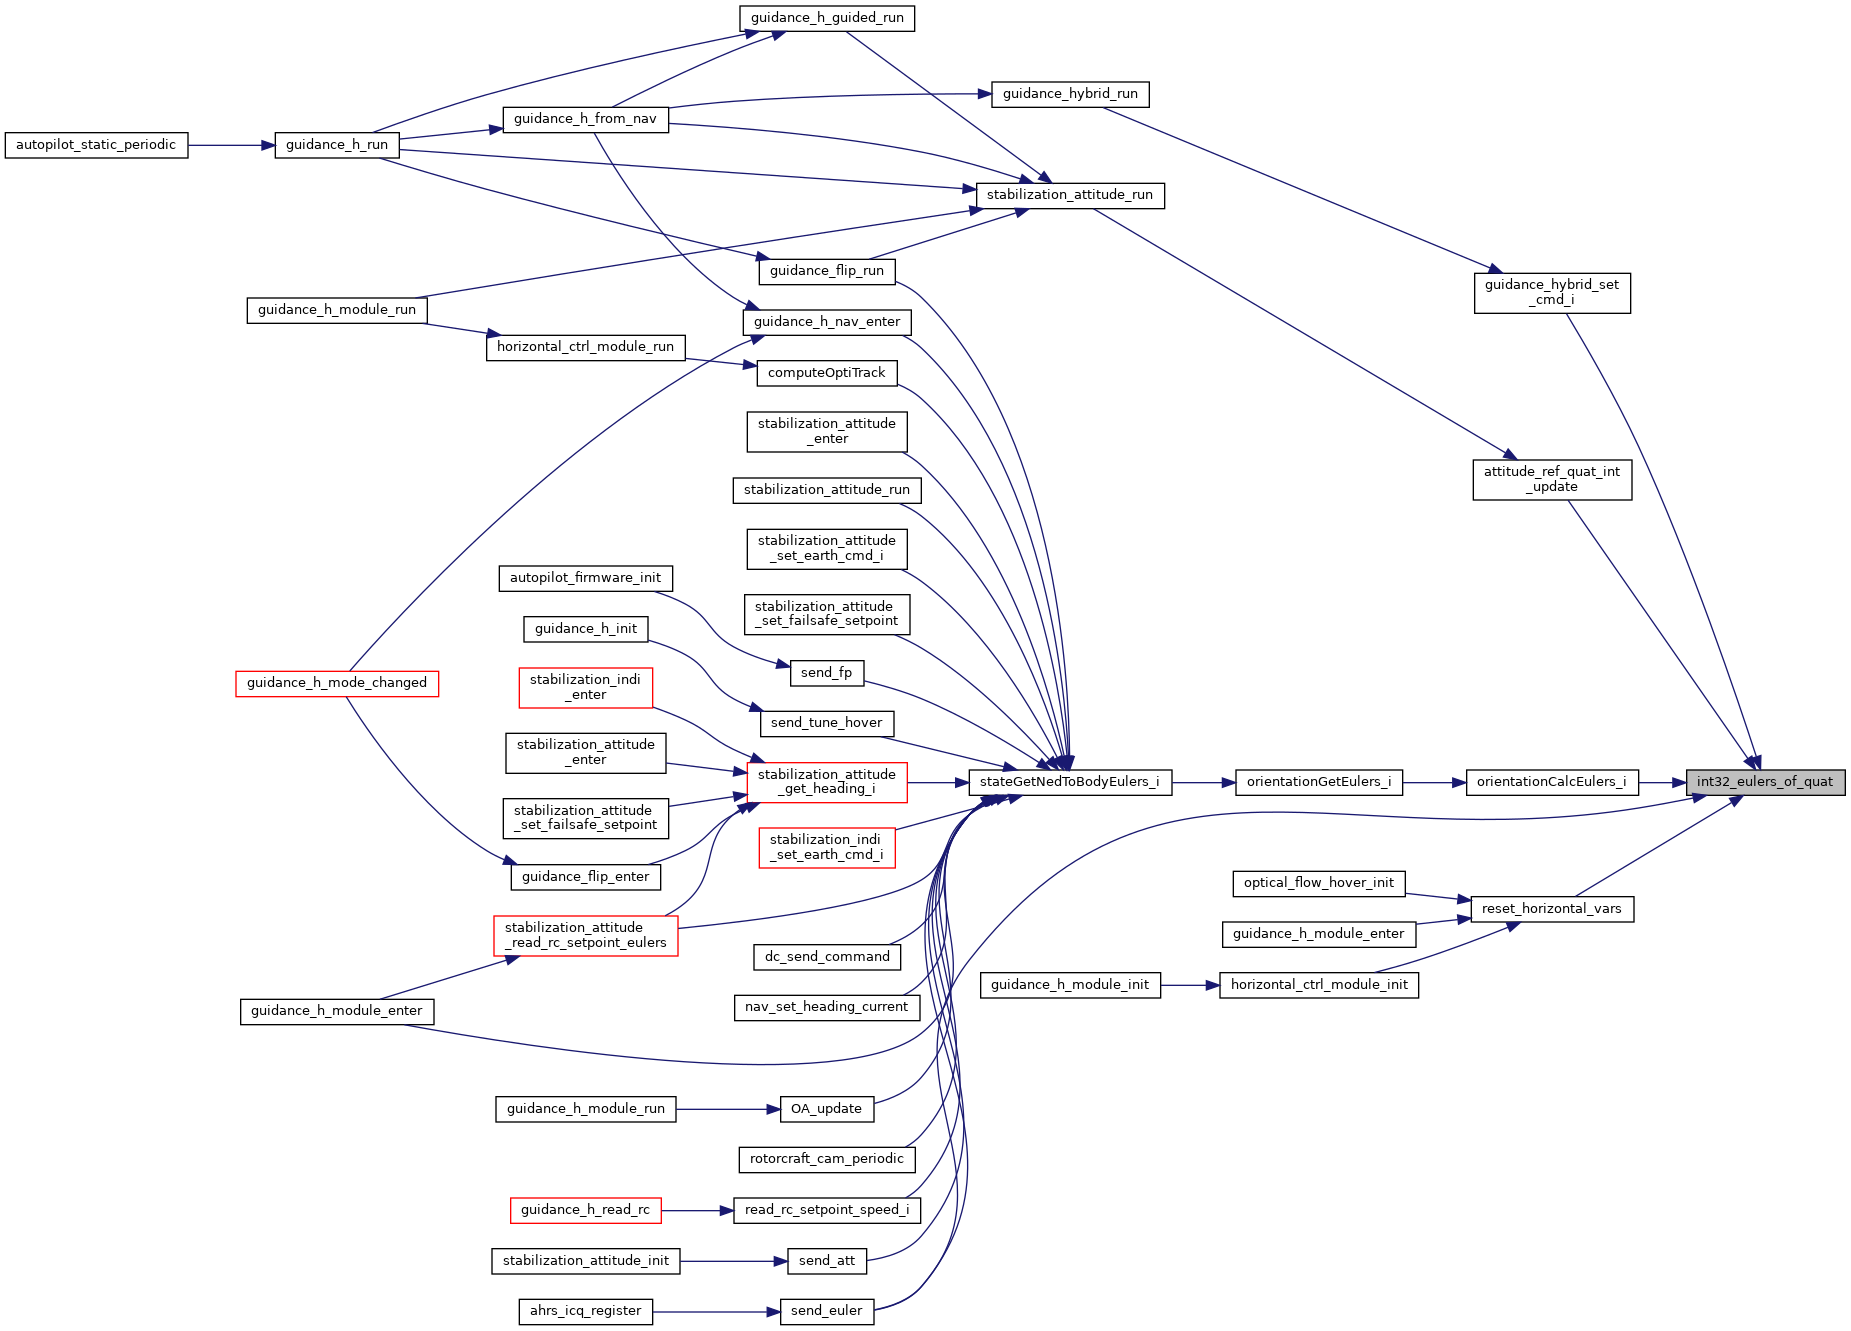 guidance_h_guided_run
guidance_hybrid_run
guidance_h_from_nav
autopilot_static_periodic
guidance_h_run
stabilization_attitude_run
guidance_flip_run
guidance_hybrid_set
_cmd_i
guidance_h_module_run
guidance_h_nav_enter
horizontal_ctrl_module_run
computeOptiTrack
stabilization_attitude
_enter
attitude_ref_quat_int
_update
stabilization_attitude_run
stabilization_attitude
_set_earth_cmd_i
autopilot_firmware_init
stabilization_attitude
_set_failsafe_setpoint
guidance_h_init
send_fp
guidance_h_mode_changed
stabilization_indi
_enter
send_tune_hover
stabilization_attitude
_enter
stabilization_attitude
_get_heading_i
stateGetNedToBodyEulers_i
orientationGetEulers_i
orientationCalcEulers_i
int32_eulers_of_quat
stabilization_attitude
_set_failsafe_setpoint
stabilization_indi
_set_earth_cmd_i
guidance_flip_enter
optical_flow_hover_init
reset_horizontal_vars
stabilization_attitude
_read_rc_setpoint_eulers
guidance_h_module_enter
dc_send_command
guidance_h_module_init
horizontal_ctrl_module_init
guidance_h_module_enter
nav_set_heading_current
guidance_h_module_run
OA_update
rotorcraft_cam_periodic
guidance_h_read_rc
read_rc_setpoint_speed_i
stabilization_attitude_init
send_att
ahrs_icq_register
send_euler